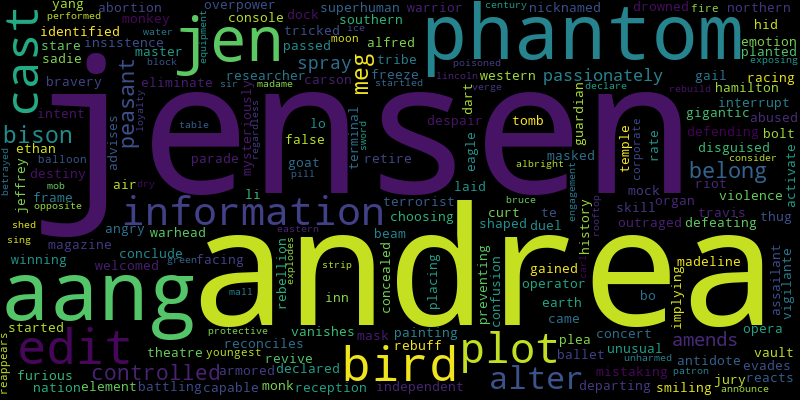 yang abortion overpower superhuman warrior drowned fire northern
performed monkey console dock nicknamed century
identified insistence tricked southern hid
stare master jen passed alfred phantom emotion
sadie spray meg tribe planted exposing
cast bravery eliminate researcher carson freeze western passionately gail racing
jensen
intent peasant sir madame startled lincoln verge declare rebuild hamilton
water block equipment moon ice poisoned interrupt
loyalty mysteriously regardless dart guardian gigantic abused
bison advises table lo terminal sword despair tomb temple defending bolt
ethan parade false eagle masked corporate rate disguised consider
betrayed balloon goat retire albright belong activate
jeffrey destiny pill laid mock riot
mob air dry li terrorist bruce engagement skill organ violence
frame opposite information choosing curt te rooftop travis thug
shed angry warhead eastern beam shaped duel history outraged defeating
sing magazine
winning conclude green facing rebellion explodes strip concealed placing gained madeline assailant vigilante
welcomed operator
aang andrea
mall inn preventing confusion earth bo implying
started protective vanishes painting came concert opera
reappears edit theatre youngest reconciles mask rebuff plot plea unusual amends vault
furious controlled armored revive declared bird ballet unharmed antidote evades
nation element battling capable monk reception independent alter departing mistaking patron smiling jury reacts
announce